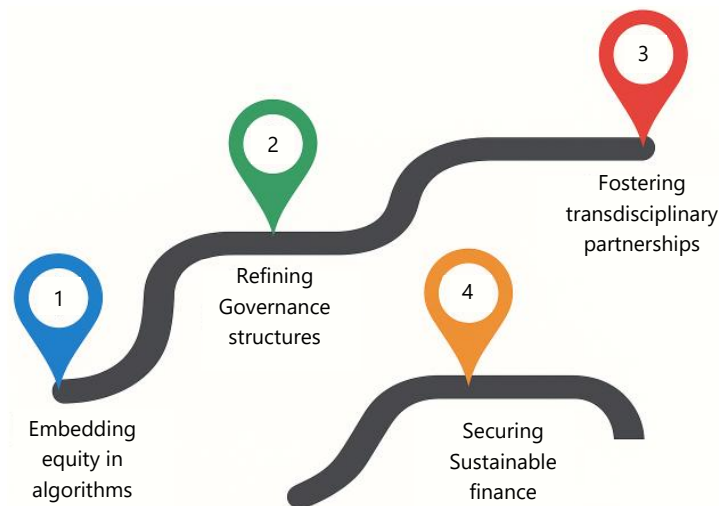 1
Embedding
equity in
algorithms
2
Refining
Governance
structures
3
Fostering
transdisciplinary
partnerships
4
Securing
Sustainable
finance